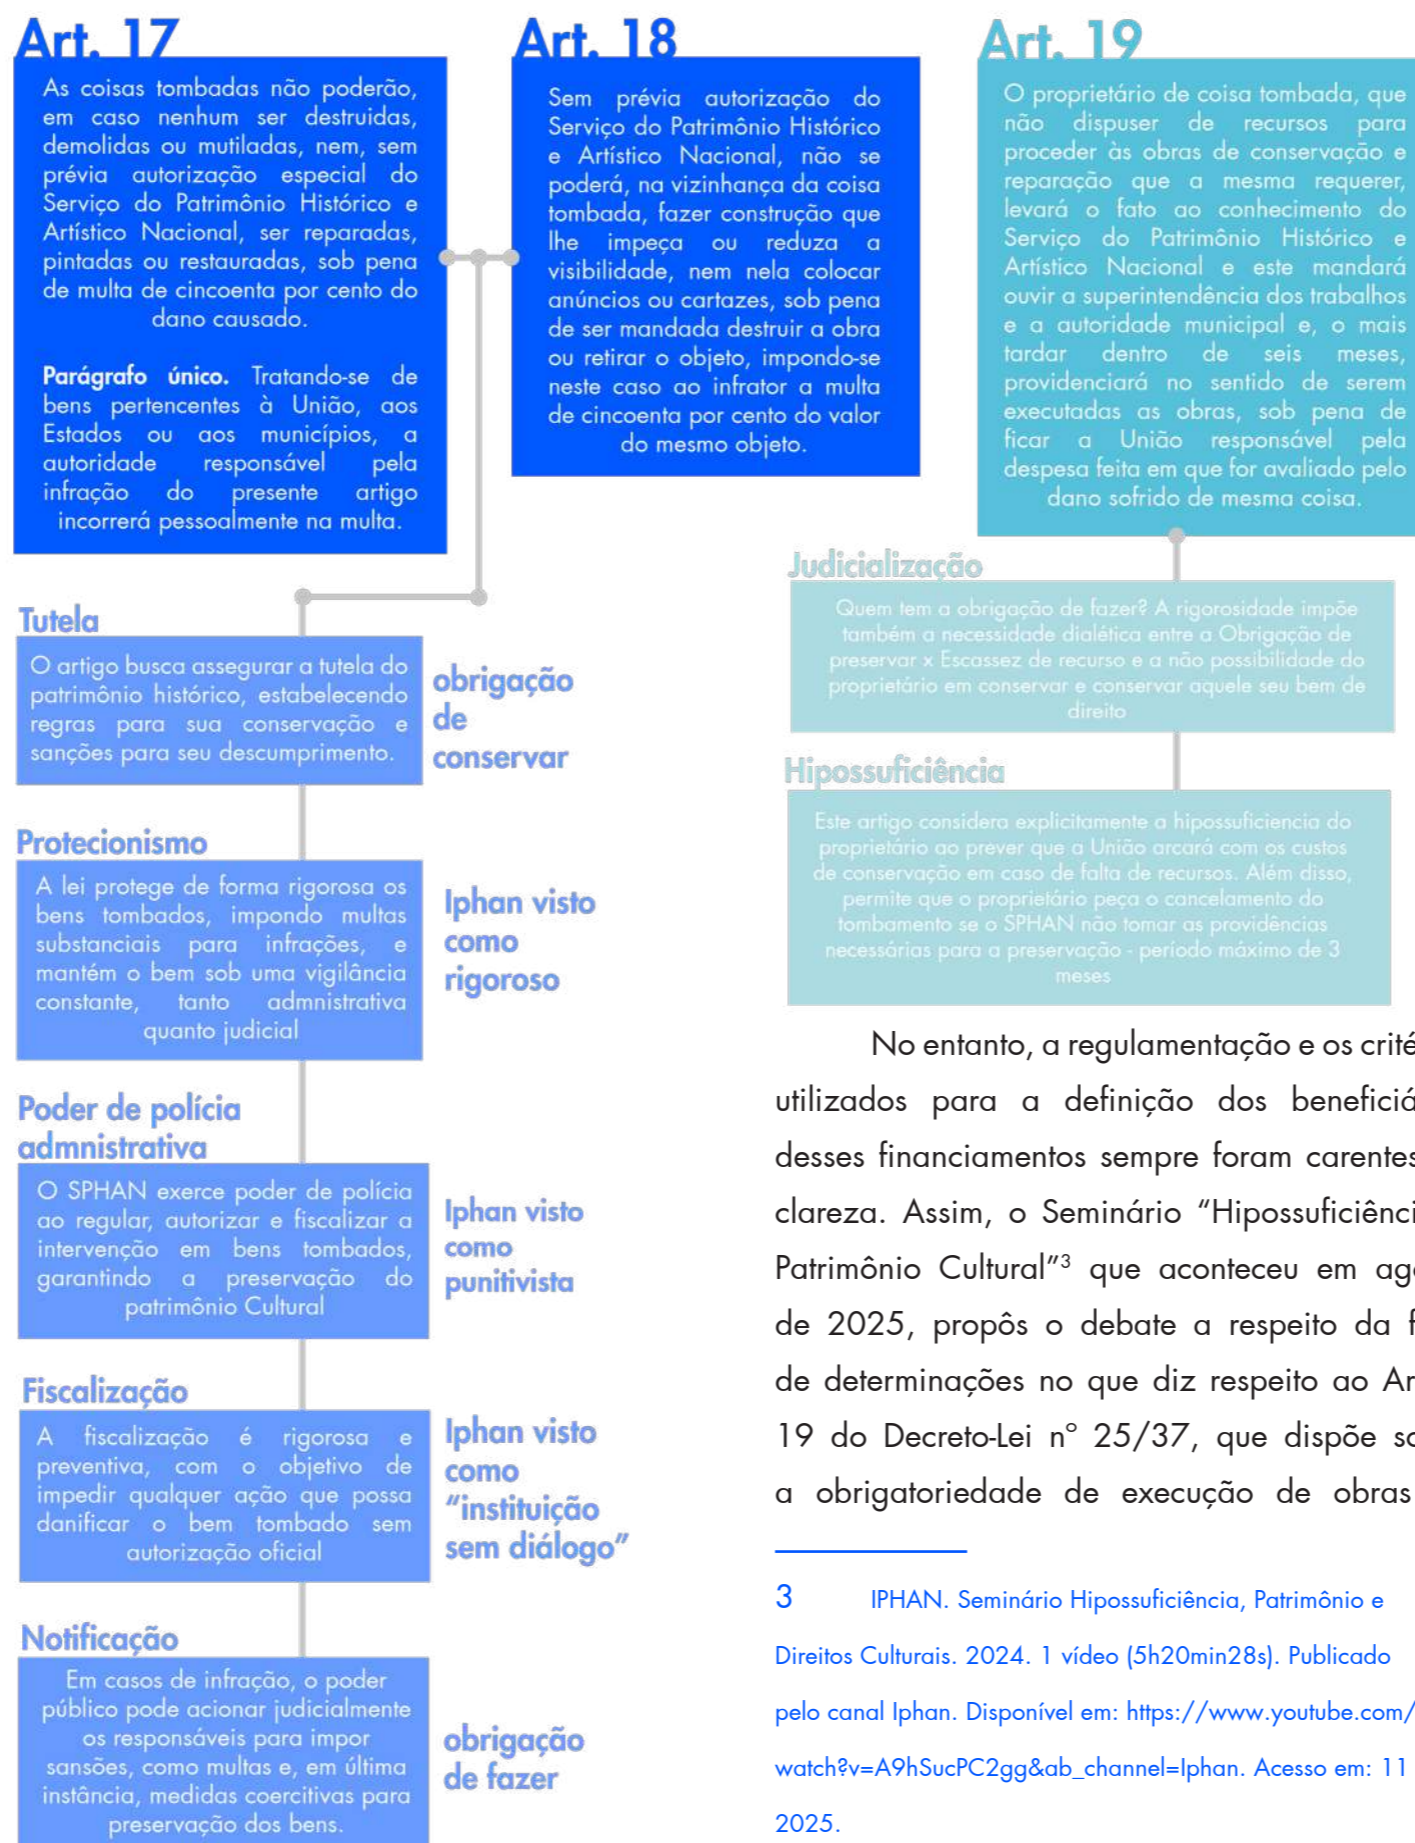 Art. 17
As coisas tombadas não poderão,
em caso nenhum ser destruidas,
demolidas ou mutiladas, nem, sem
prévia autorização especial do
Serviço do Patrimônio Histórico e
Artístico Nacional, ser reparadas,
pintadas ou restauradas, sob pena
de multa de cincoenta por cento do
dano causado.
Parágrafo único. Tratando-se de
bens pertencentes à União, aos
Estados ou aos municípios, a
autoridade responsável pela
infração do presente artigo
incorrerá pessoalmente na multa.
Art. 18
Sem prévia autorização do
Serviço do Patrimônio Histórico
e Artístico Nacional, não se
poderá, na vizinhança da coisa
tombada, fazer construção que
lhe impeça ou reduza a
visibilidade, nem nela colocar
anúncios ou cartazes, sob pena
de ser mandada destruir a obra
ou retirar o objeto, impondo-se
neste caso ao infrator a multa
de cincoenta por cento do valor
do mesmo objeto.
Art. 19
O proprietário de coisa tombada, que
não dispuser de recursos para
proceder às obras de conservação e
reparação que a mesma requerer,
levará o fato ao conhecimento do
Serviço do Patrimônio Histórico e
Artístico Nacional e este mandará
ouvir a superintendência dos trabalhos
e a autoridade municipal e, o mais
tardar dentro de seis meses,
providenciará no sentido de serem
executadas as obras, sob pena de
ficar a União responsável pela
despesa feita em que for avaliado pelo
dano sofrido de mesma coisa.
Tutela
O artigo busca assegurar a tutela do
patrimônio histórico, estabelecendo
regras para sua conservação e
sanções para seu descumprimento.
obrigação
de
conservar
Protecionismo
A lei protege de forma rigorosa os
bens tombados, impondo multas
substanciais para infrações, e
mantém o bem sob uma vigilância
constante, tanto admnistrativa
quanto judicial
Iphan visto
como
rigoroso
Poder de polícia
admnistrativa
O SPHAN exerce poder de polícia
ao regular, autorizar e fiscalizar a
intervenção em bens tombados,
garantindo a preservação do
patrimônio Cultural
Iphan visto
como
punitivista
Fiscalização
A fiscalização é rigorosa e
preventiva, com o objetivo de
impedir qualquer ação que possa
danificar o bem tombado sem
autorização oficial
Iphan visto
como
“instituição
sem diálogo”
Notificação
Em casos de infração, o poder
público pode acionar judicialmente
os responsáveis para impor
sansões, como multas e, em última
instância, medidas coercitivas para
preservação dos bens.
obrigação
de fazer
Judicialização
Quem tem a obrigação de fazer? A rigorosidade impõe
também a necessidade dialética entre a Obrigação de
preservar x Escassez de recurso e a não possibilidade do
proprietário em conservar e conservar aquele seu bem de
direito
Hipossuficiência
Este artigo considera explicitamente a hipossuficiencia do
proprietário ao prever que a União arcará com os custos
de conservação em caso de falta de recursos. Além disso,
permite que o proprietário peça o cancelamento do
tombamento se o SPHAN não tomar as providências
necessárias para a preservação - período máximo de 3
meses
No entanto, a regulamentação e os crité
utilizados para a definição dos beneficiá
desses financiamentos sempre foram carentes
clareza. Assim, o Seminário “Hipossuficiênci
Patrimônio Cultural”3 que aconteceu em ago
de 2025, propôs o debate a respeito da f
de determinações no que diz respeito ao Ar
19 do Decreto-Lei nº 25/37, que dispõe so
a obrigatoriedade de execução de obras
3 IPHAN. Seminário Hipossuficiência, Patrimônio e
Direitos Culturais. 2024. 1 vídeo (5h20min28s). Publicado
pelo canal Iphan. Disponível em: https://www.youtube.com/
watch?v=A9hSucPC2gg&ab_channel=Iphan. Acesso em: 11
2025.